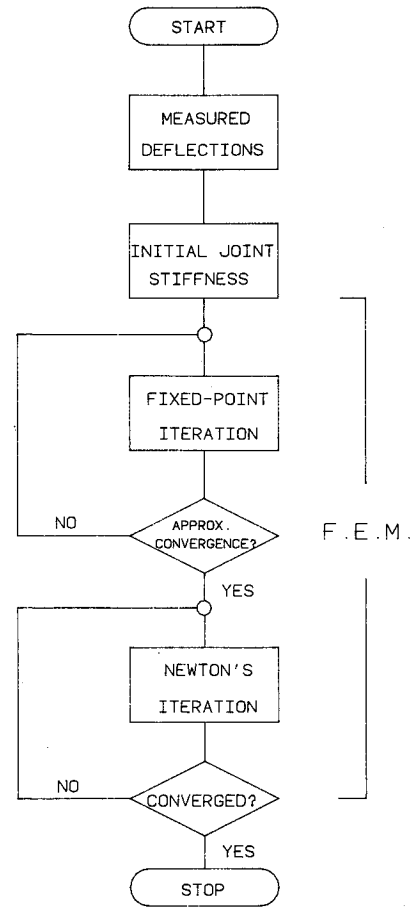 START
MEASURED
DEFLECTIONS
INITIAL JOINT
STIFFNESS
FIXED-POINT
ITERATION
NO
APPROX.
CONVERGENCE?
F.E.M.
YES
NEWTON'S
ITERATION
NO
CONVERGED?
YES
STOP